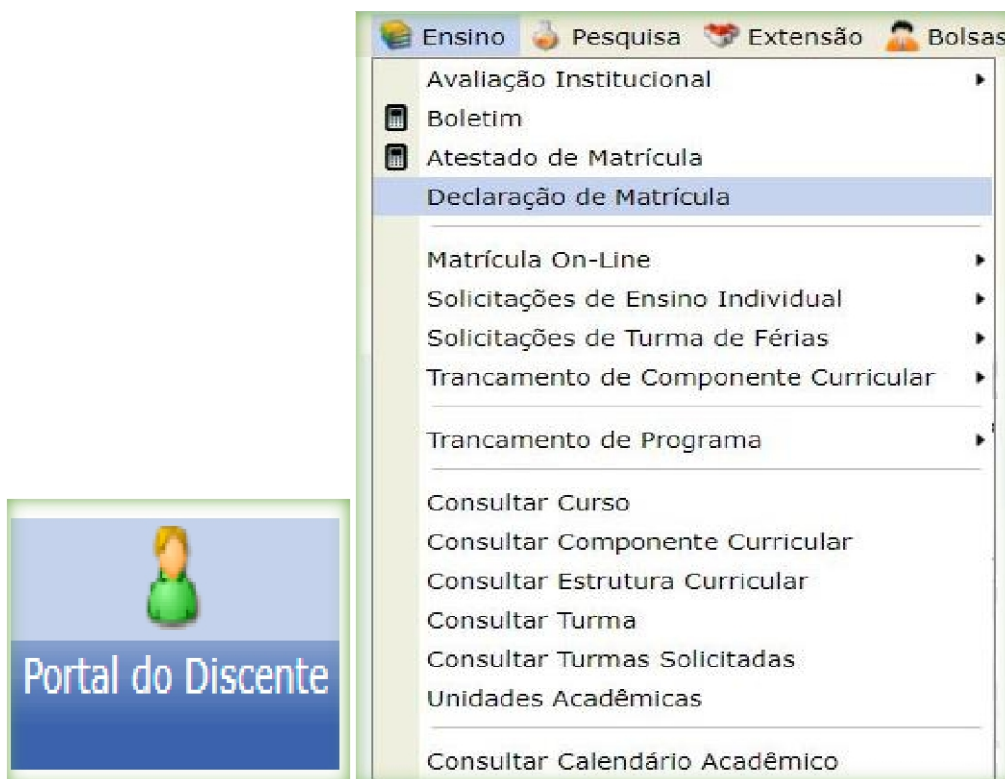 Ensino Pesquisa Extensão Bolsas
Avaliação Institucional
Boletim
Atestado de Matrícula
Declaração de Matrícula
Matrícula On-Line
Solicitações de Ensino Individual
Solicitações de Turma de Férias
Trancamento de Componente Curricular
Trancamento de Programa
Consultar Curso
Consultar Componente Curricular
Consultar Estrutura Curricular
Consultar Turma
Consultar Turmas Solicitadas
Unidades Acadêmicas
Consultar Calendário Acadêmico
Portal do Discente